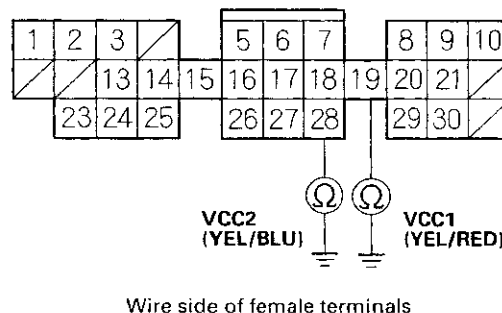 1 2 3 5 6 7 8 9 10
13 14 15 16 17 18 19 20 21
23 24 25 26 27 28 29 30
Ω Ω
VCC2 VCC1
(YEL/BLU) (YEL/RED)
Wire side of female terminals